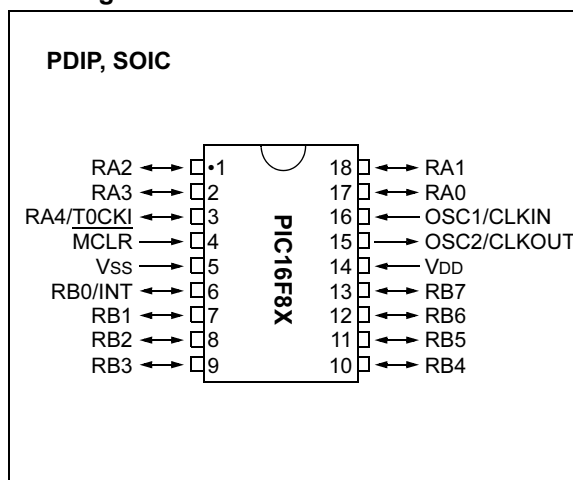 PDIP, SOIC
RA2 •1 18 RA1
RA3 2 17 RA0
RA4/T0CKI 3 16 OSC1/CLKIN
MCLR 4 15 OSC2/CLKOUT
VSS 5 14 VDD
RB0/INT 6 13 RB7
RB1 7 12 RB6
RB2 8 11 RB5
RB3 9 10 RB4
PIC16F8X